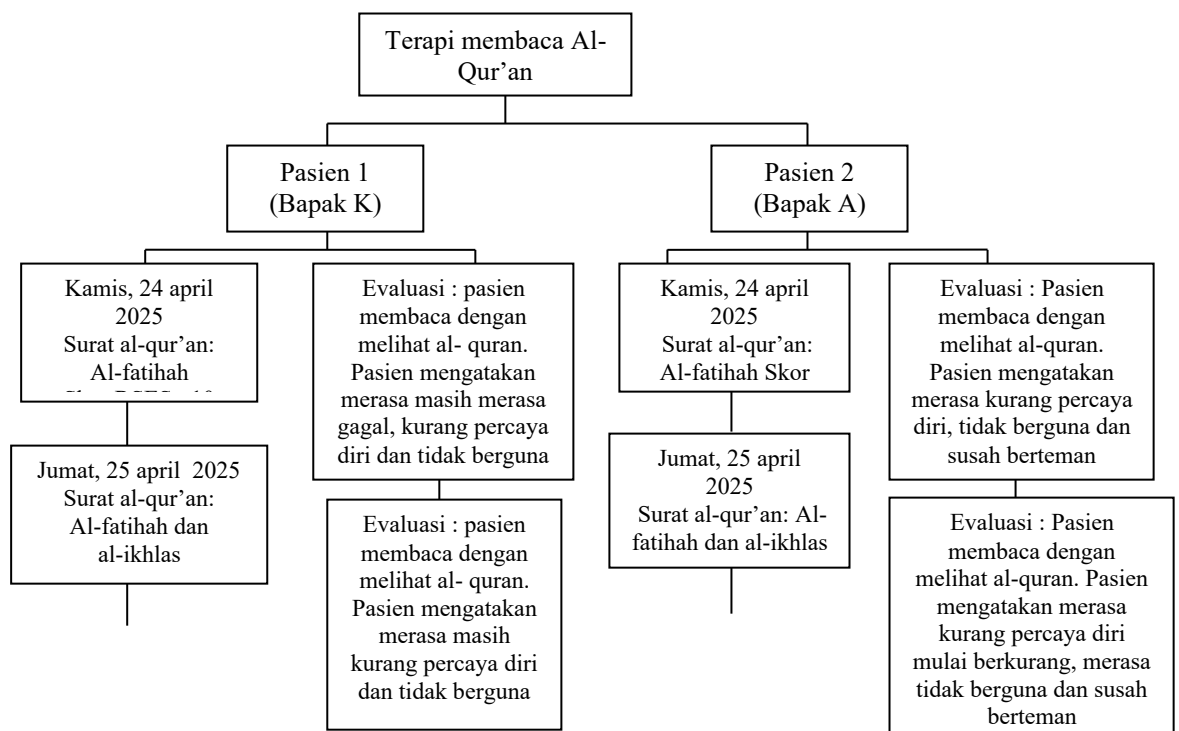 Terapi membaca Al-
Qur’an
Pasien 1
(Bapak K)
Pasien 2
(Bapak A)
Kamis, 24 april
2025
Surat al-qur’an:
Al-fatihah
Evaluasi : pasien
membaca dengan
melihat al- quran.
Pasien mengatakan
merasa masih merasa
gagal, kurang percaya
diri dan tidak berguna
Kamis, 24 april
2025
Surat al-qur’an:
Al-fatihah Skor
Evaluasi : Pasien
membaca dengan
melihat al-quran.
Pasien mengatakan
merasa kurang percaya
diri, tidak berguna dan
susah berteman
Jumat, 25 april 2025
Surat al-qur’an:
Al-fatihah dan
al-ikhlas
Evaluasi : pasien
membaca dengan
melihat al- quran.
Pasien mengatakan
merasa masih
kurang percaya diri
dan tidak berguna
Jumat, 25 april
2025
Surat al-qur’an: Al-
fatihah dan al-ikhlas
Evaluasi : Pasien
membaca dengan
melihat al-quran. Pasien
mengatakan merasa
kurang percaya diri
mulai berkurang, merasa
tidak berguna dan susah
berteman